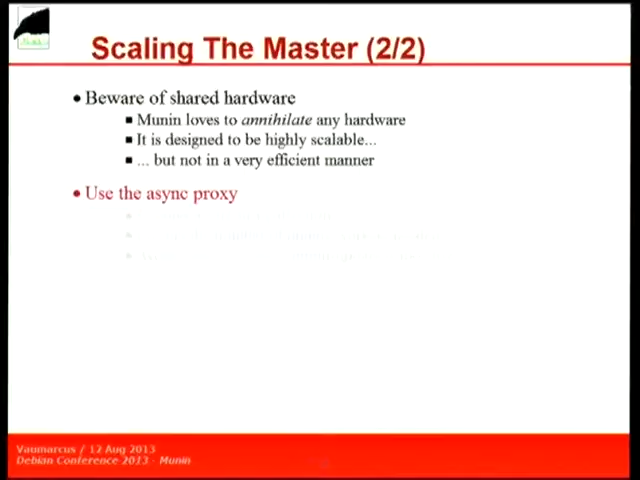 Scaling The Master (2/2)
Beware of shared hardware
Munin loves to annihilate any hardware
It is designed to be highly scalable...
... but not in a very efficient manner
Use the async proxy
Vaumarcus / 12 Aug 2013
Debian Conference 2013 - Munin